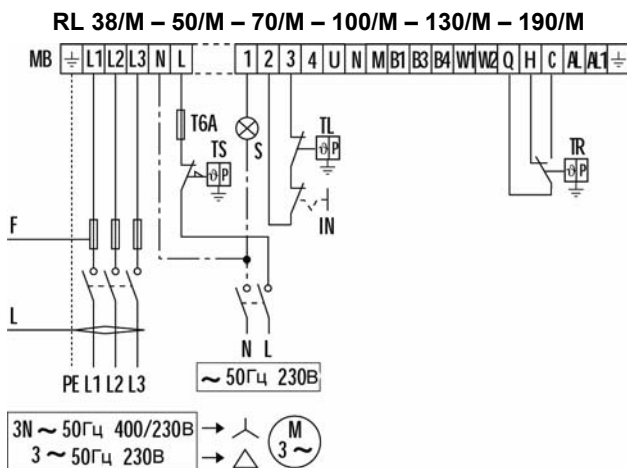 RL 38/M – 50/M – 70/M – 100/M – 130/M – 190/M
MB L1 L2 L3 N L 1 2 3 4 U N M B1 B3 B4 W1 W2 Q H C AL AL1
T6A
TS
ϑ P
S
TL
ϑ P
IN
TR
ϑ P
F
L
N L
PE L1 L2 L3
~ 50Гц 230В
3N ~ 50Гц 400/230В
3 ~ 50Гц 230В
M
3 ~